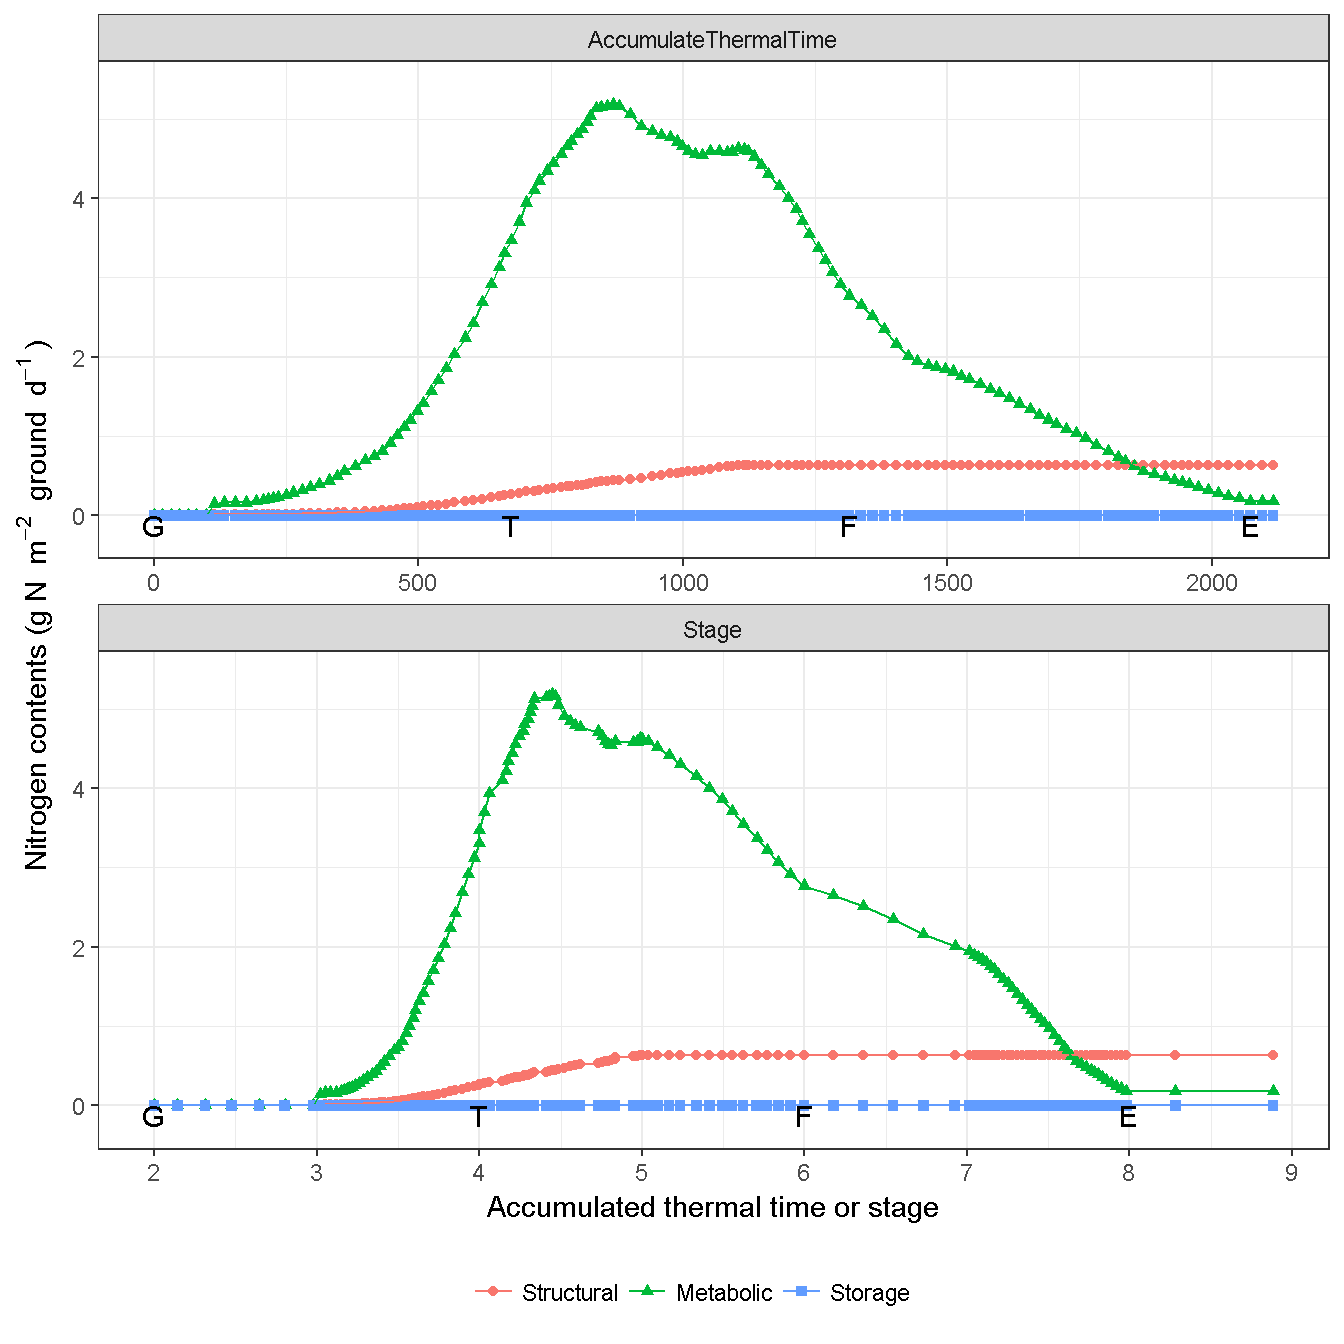 AccumulateThermalTime
4
2
0
G T F E
0 500 1000 1500 2000
Stage
4
2
0
G T F E
2 3 4 5 6 7 8 9
Nitrogen contents (g N m⁻² ground d⁻¹ )
Accumulated thermal time or stage
Structural Metabolic Storage